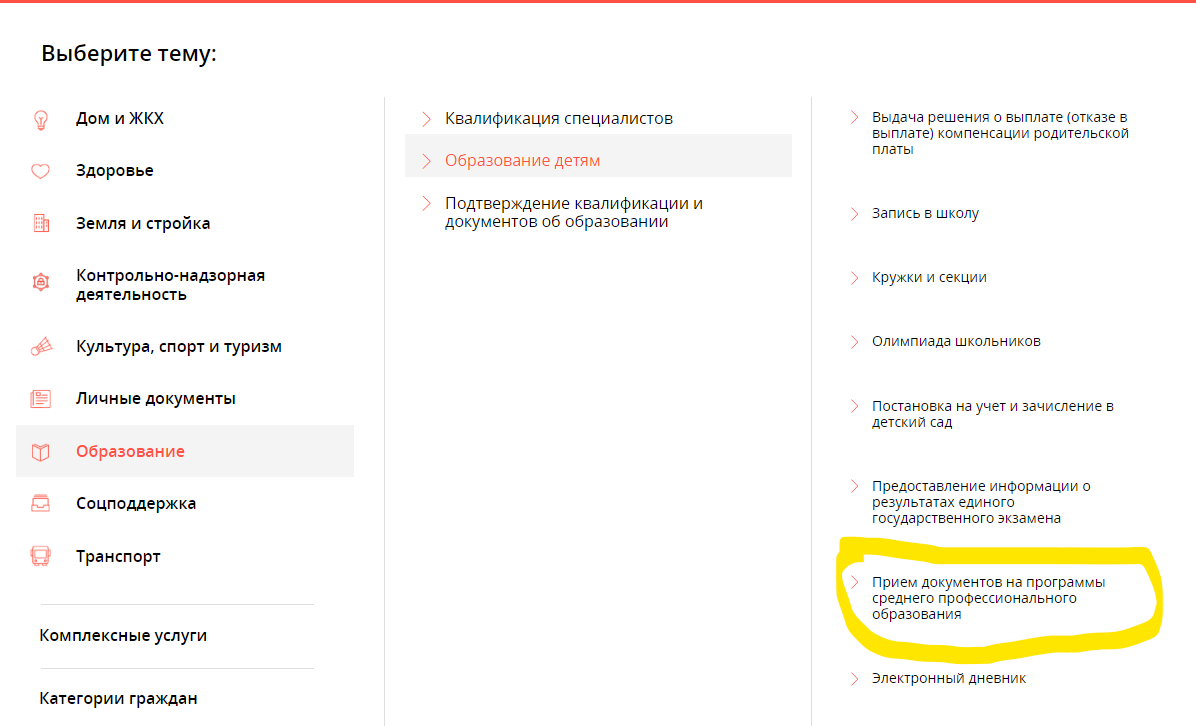 Выберите тему:
Дом и ЖКХ
Здоровье
Земля и стройка
Контрольно-надзорная
деятельность
Культура, спорт и туризм
Личные документы
Образование
Соцподдержка
Транспорт
Комплексные услуги
Категории граждан
Квалификация специалистов
Образование детям
Подтверждение квалификации и
документов об образовании
Выдача решения о выплате (отказе в
выплате) компенсации родительской
платы
Запись в школу
Кружки и секции
Олимпиада школьников
Постановка на учет и зачисление в
детский сад
Предоставление информации о
результатах единого
государственного экзамена
Прием документов на программы
среднего профессионального
образования
Электронный дневник